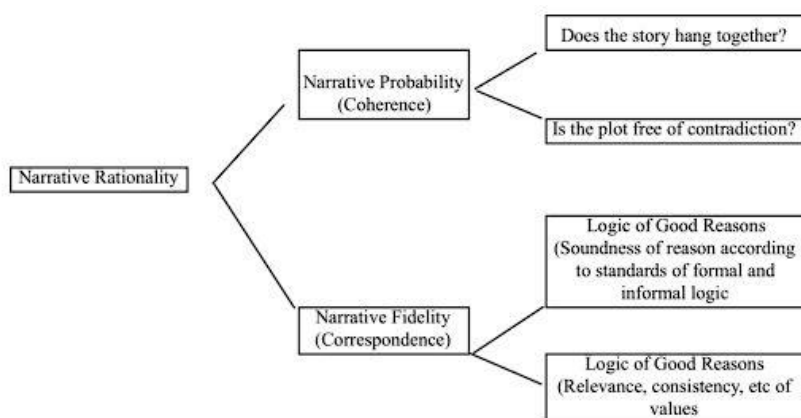 Does the story hang together?
Narrative Probability
(Coherence)
Is the plot free of contradiction?
Narrative Rationality
Logic of Good Reasons
(Soundness of reason according
to standards of formal and
informal logic
Narrative Fidelity
(Correspondence)
Logic of Good Reasons
(Relevance, consistency, etc of
values